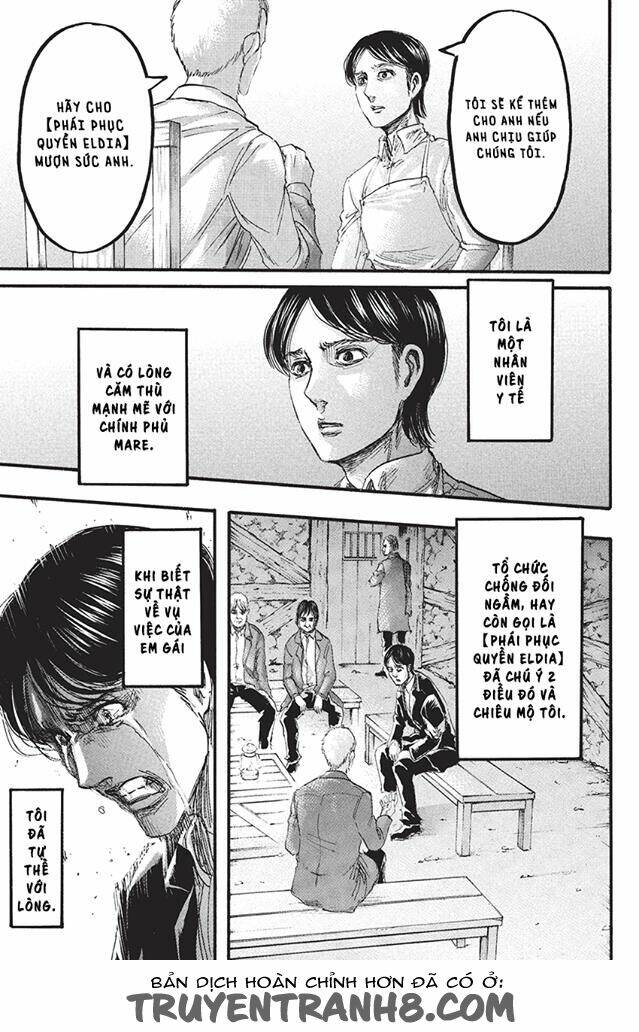 TÔI SẼ KỂ THÊM
CHO ANH NẾU
ANH CHỊU GIÚP
CHÚNG TÔI.
HÃY CHO
【PHÁI PHỤC
QUYỀN ELDIA】
MƯỢN SỨC ANH.
TÔI LÀ
MỘT
NHÂN
VIÊN
Y TẾ
VÀ CÓ LÒNG
CĂM THÙ
MẠNH MẼ VỚI
CHÍNH PHỦ
MARE.
TỔ CHỨC
CHỐNG ĐỐI
NGẦM, HAY
CÒN GỌI LÀ
【PHÁI PHỤC
QUYỀN ELDIA】
ĐÃ CHÚ Ý 2
ĐIỀU ĐÓ VÀ
CHIÊU MỘ TÔI.
KHI BIẾT
SỰ THẬT
VỀ VỤ
VIỆC CỦA
EM GÁI
TÔI
ĐÃ
TỰ
THỀ
VỚI
LÒNG.
BẢN DỊCH HOÀN CHỈNH HƠN ĐÃ CÓ Ở:
TRUYENTRANH8.COM